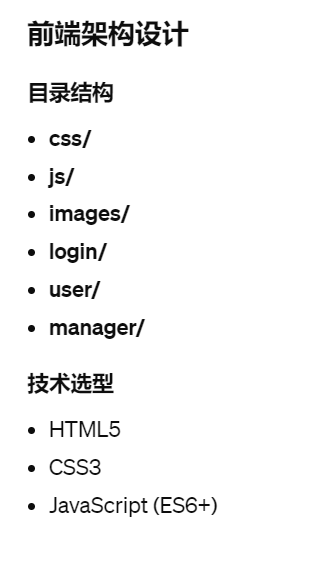 前端架构设计
目录结构
• css/
• js/
• images/
• login/
• user/
• manager/
技术选型
• HTML5
• CSS3
• JavaScript (ES6+)